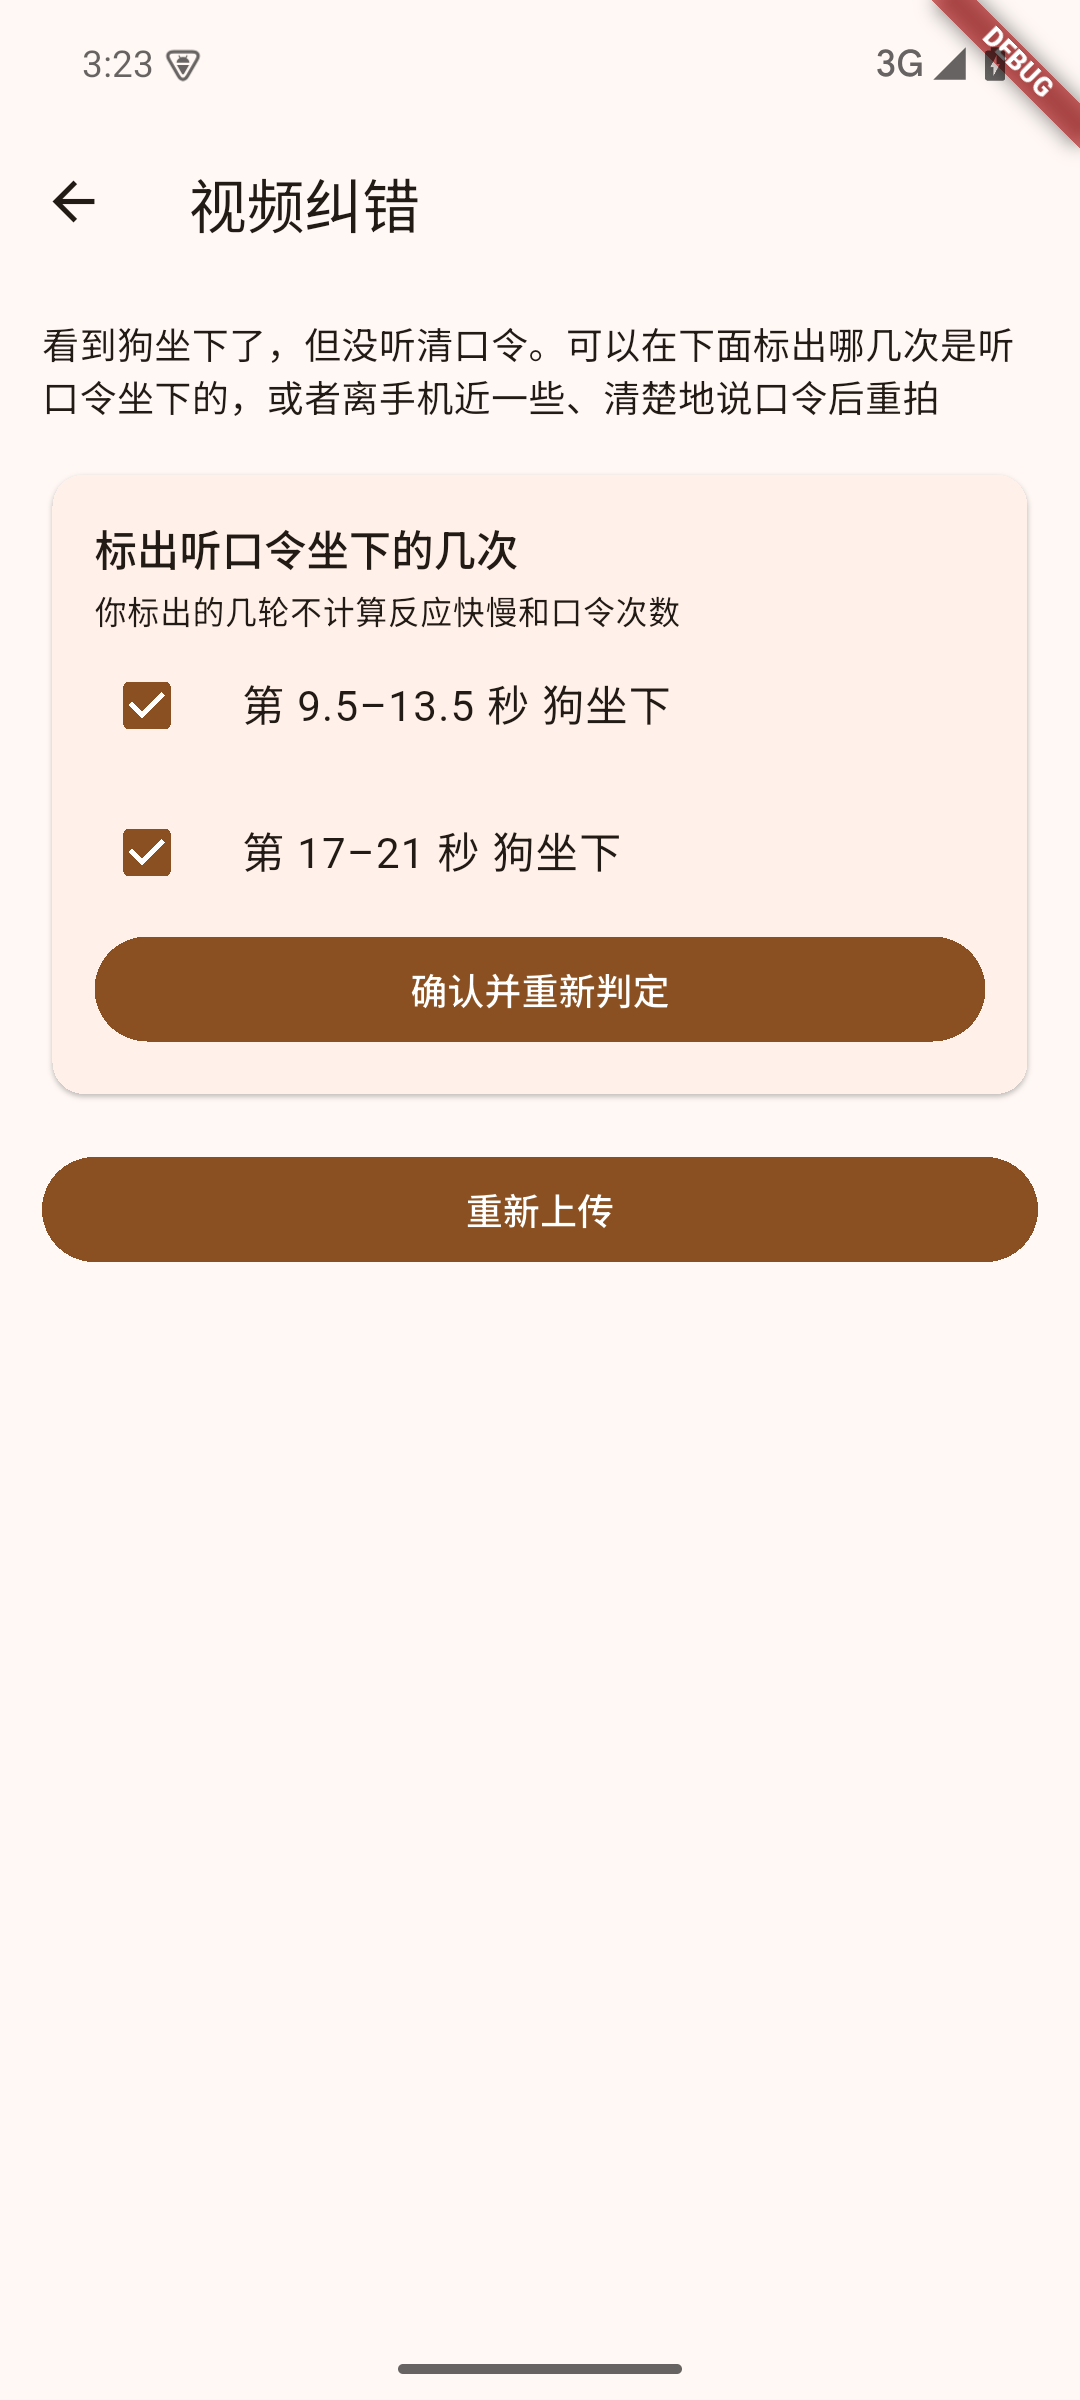 3:23
3G
DEBUG
视频纠错
看到狗坐下了，但没听清口令。可以在下面标出哪几次是听
口令坐下的，或者离手机近一些、清楚地说口令后重拍
标出听口令坐下的几次
你标出的几轮不计算反应快慢和口令次数
第 9.5–13.5 秒 狗坐下
第 17–21 秒 狗坐下
确认并重新判定
重新上传